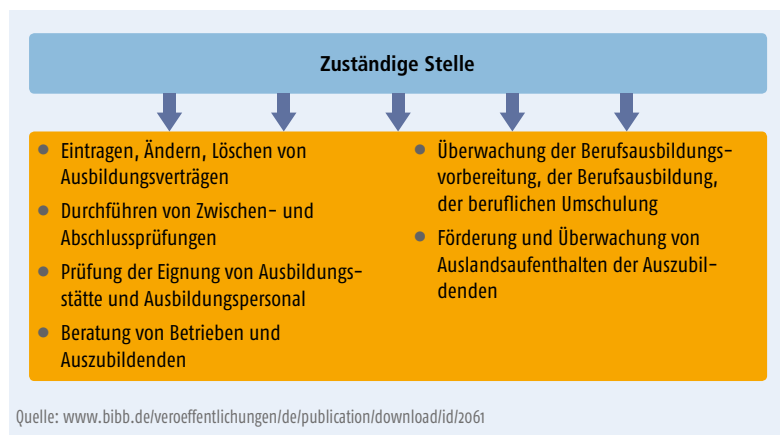 Zuständige Stelle
Eintragen, Ändern, Löschen von
Ausbildungsverträgen
Durchführen von Zwischen- und
Abschlussprüfungen
Prüfung der Eignung von Ausbildungs-
stätte und Ausbildungspersonal
Beratung von Betrieben und
Auszubildenden
Überwachung der Berufsausbildungs-
vorbereitung, der Berufsausbildung,
der beruflichen Umschulung
Förderung und Überwachung von
Auslandsaufenthalten der Auszubil-
denden
Quelle: www.bibb.de/veroeffentlichungen/de/publication/download/id/2061